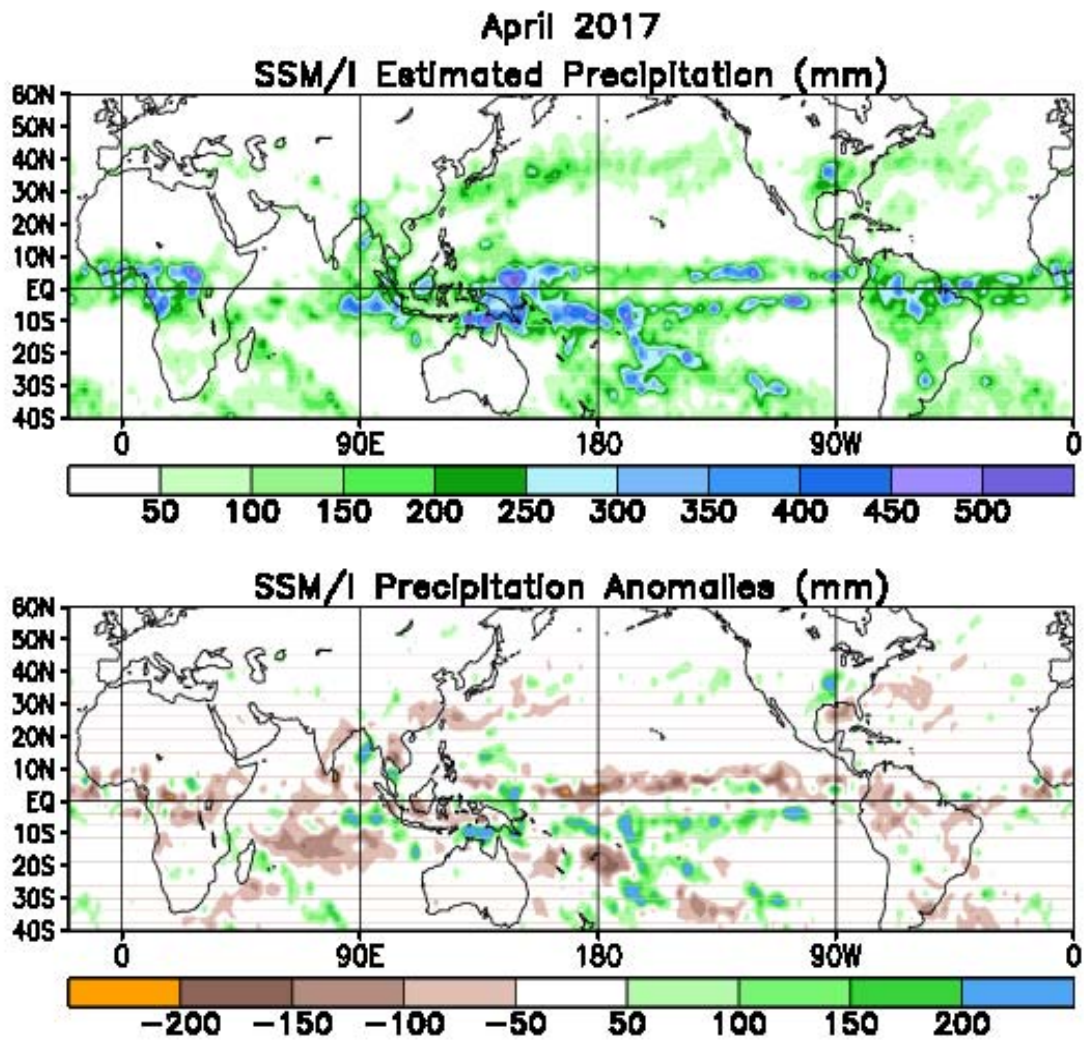 April 2017
SSM/I Estimated Precipitation (mm)
60N
50N
40N
30N
20N
10N
EQ
10S
20S
30S
40S
0 90E 180 90W 0
50 100 150 200 250 300 350 400 450 500
SSM/I Precipitation Anomalies (mm)
60N
50N
40N
30N
20N
10N
EQ
10S
20S
30S
40S
0 90E 180 90W 0
−200 −150 −100 −50 50 100 150 200